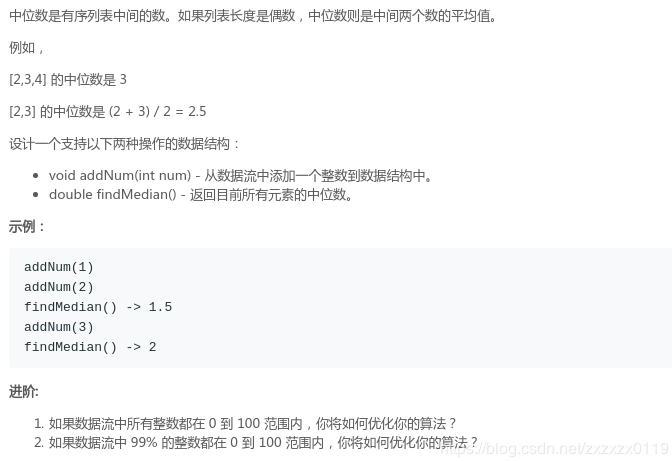 中位数是有序列表中间的数。如果列表长度是偶数，中位数则是中间两个数的平均值。
例如，
[2,3,4] 的中位数是 3
[2,3] 的中位数是 (2 + 3) / 2 = 2.5
设计一个支持以下两种操作的数据结构：
• void addNum(int num) - 从数据流中添加一个整数到数据结构中。
• double findMedian() - 返回目前所有元素的中位数。
示例：
addNum(1)
addNum(2)
findMedian() -> 1.5
addNum(3)
findMedian() -> 2
进阶:
1. 如果数据流中所有整数都在 0 到 100 范围内，你将如何优化你的算法？
2. 如果数据流中 99% 的整数都在 0 到 100 范围内，你将如何优化你的算法？
https://blog.csdn.net/zxzxzx0119